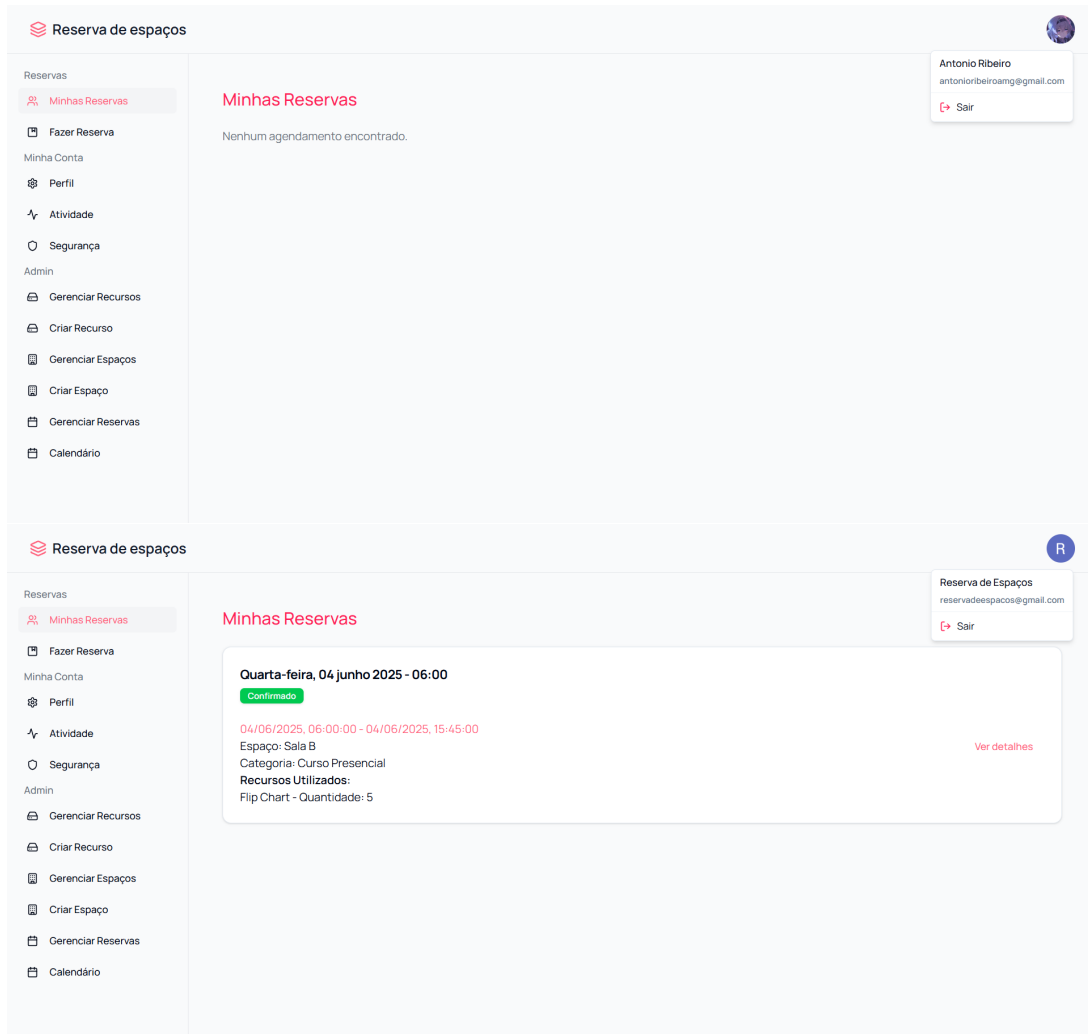 Reserva de espaços
Antonio Ribeiro
antonioribeiroamg@gmail.com
Sair
Reservas
Minhas Reservas
Fazer Reserva
Minha Conta
Perfil
Atividade
Segurança
Admin
Gerenciar Recursos
Criar Recurso
Gerenciar Espaços
Criar Espaço
Gerenciar Reservas
Calendário
Minhas Reservas
Nenhum agendamento encontrado.
Reserva de espaços
R
Reserva de Espaços
reservadeespacos@gmail.com
Sair
Reservas
Minhas Reservas
Fazer Reserva
Minha Conta
Perfil
Atividade
Segurança
Admin
Gerenciar Recursos
Criar Recurso
Gerenciar Espaços
Criar Espaço
Gerenciar Reservas
Calendário
Minhas Reservas
Quarta-feira, 04 junho 2025 - 06:00
Confirmado
04/06/2025, 06:00:00 - 04/06/2025, 15:45:00
Espaço: Sala B
Categoria: Curso Presencial
Recursos Utilizados:
Flip Chart - Quantidade: 5
Ver detalhes